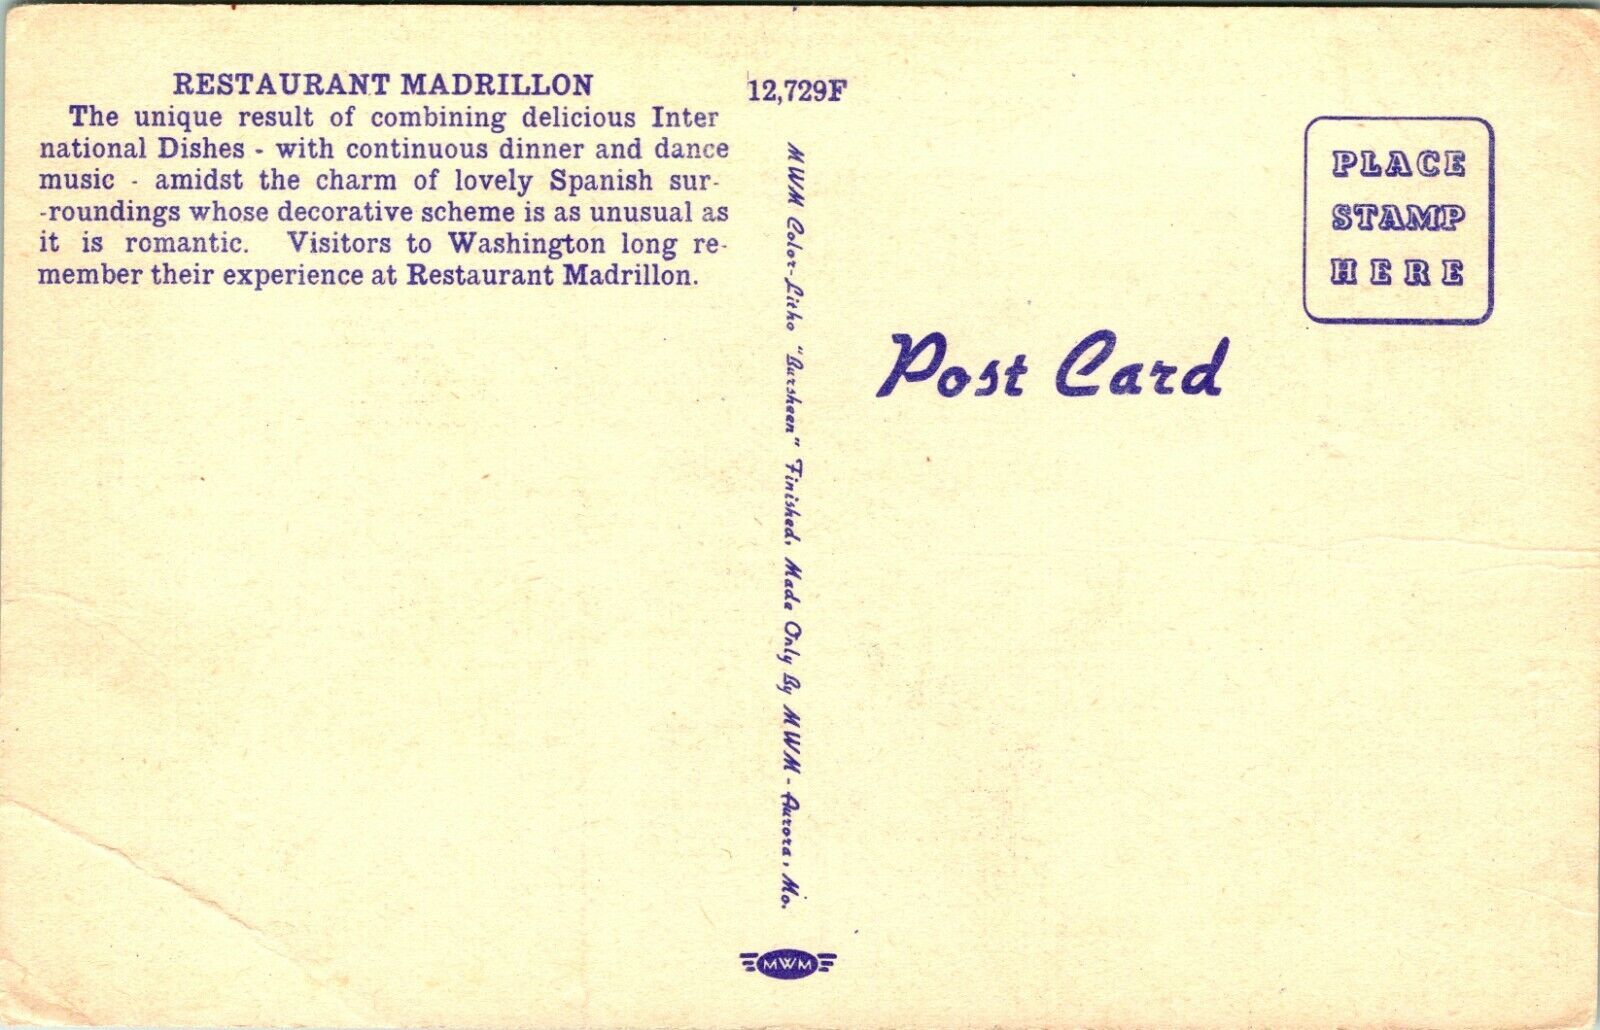 RESTAURANT MADRILLON
The unique result of combining delicious Inter
national Dishes - with continuous dinner and dance
music - amidst the charm of lovely Spanish sur-
-roundings whose decorative scheme is as unusual as
it is romantic. Visitors to Washington long re-
member their experience at Restaurant Madrillon.
12,729F
MWM Color-Litho "Bursheen" Finished, Made Only By MWM - Aurora, Mo.
MWM
PLACE
STAMP
HERE
Post Card